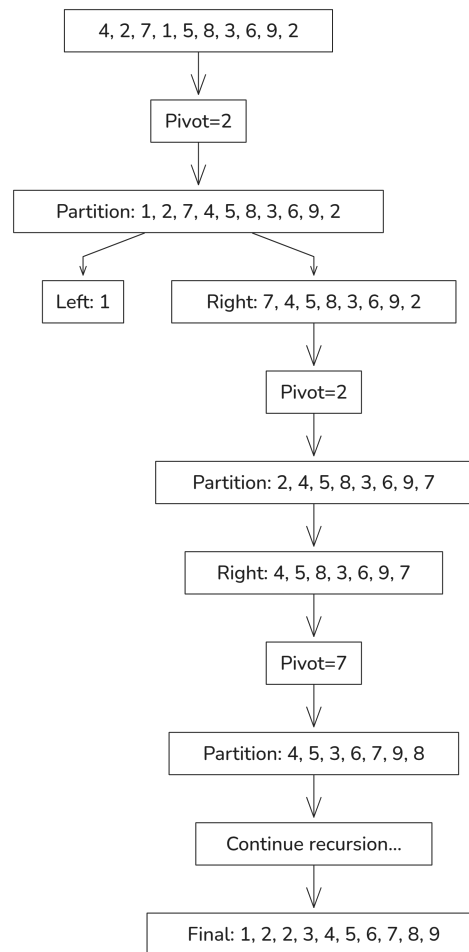 4, 2, 7, 1, 5, 8, 3, 6, 9, 2
Pivot=2
Partition: 1, 2, 7, 4, 5, 8, 3, 6, 9, 2
Left: 1
Right: 7, 4, 5, 8, 3, 6, 9, 2
Pivot=2
Partition: 2, 4, 5, 8, 3, 6, 9, 7
Right: 4, 5, 8, 3, 6, 9, 7
Pivot=7
Partition: 4, 5, 3, 6, 7, 9, 8
Continue recursion...
Final: 1, 2, 2, 3, 4, 5, 6, 7, 8, 9